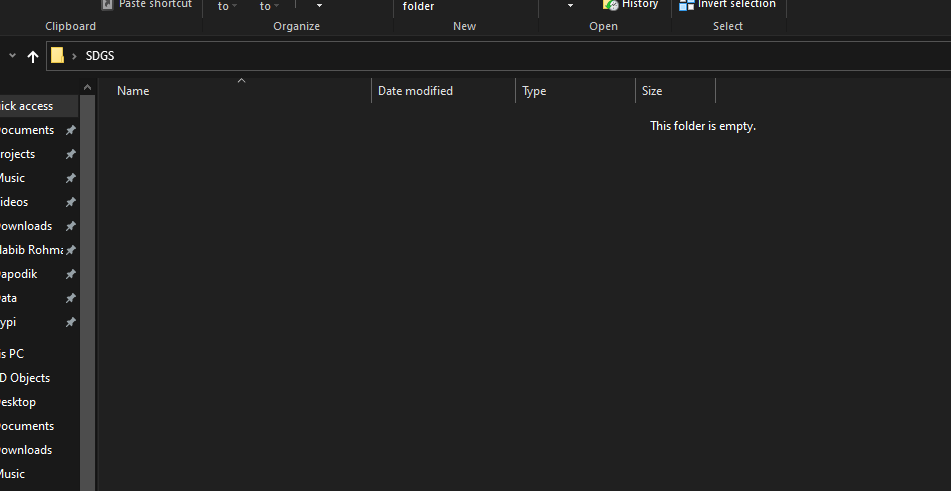 Paste shortcut
to
to
folder
History
Invert selection
Clipboard
Organize
New
Open
Select
SDGS
Name
Date modified
Type
Size
This folder is empty.
ick access
ocuments
rojects
Music
ideos
ownloads
abib Rohma
apodik
ata
ypi
is PC
D Objects
esktop
ocuments
ownloads
Music